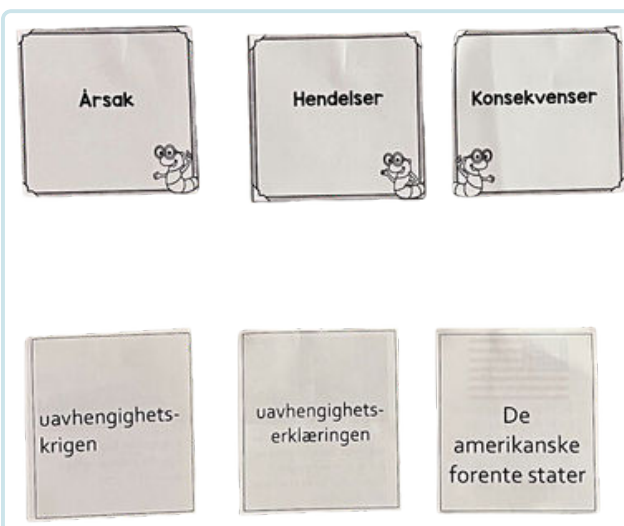 Årsak
Hendelser
Konsekvenser
uavhengighets-
krigen
uavhengighets-
erklæringen
De
amerikanske
forente stater